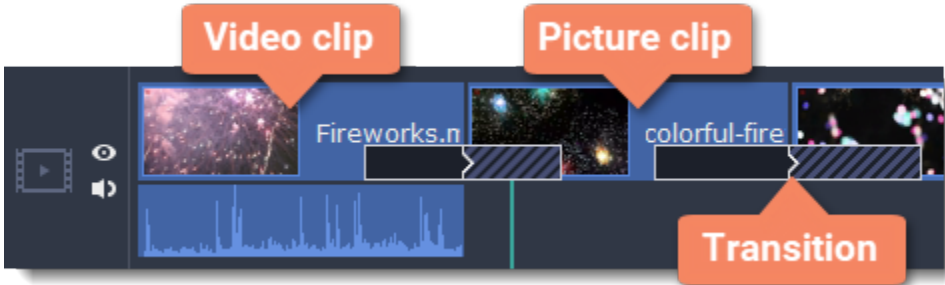 Video clip
Picture clip
Fireworks.m
colorful-fire
Transition